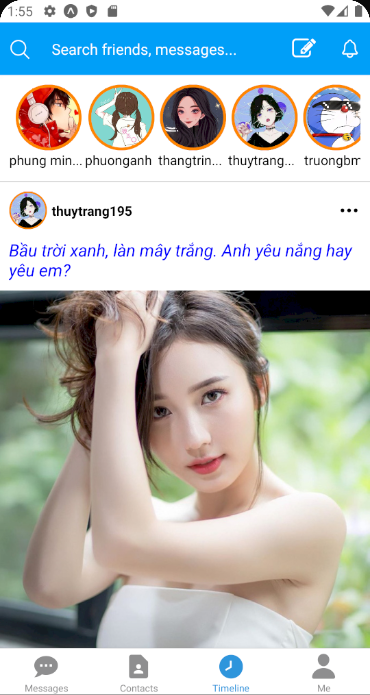 1:55
Search friends, messages...
phung min... phuonganh thangtrin... thuytrang... truongbm
thuytrang195
Bầu trời xanh, làn mây trắng. Anh yêu nắng hay
yêu em?
Messages Contacts Timeline Me